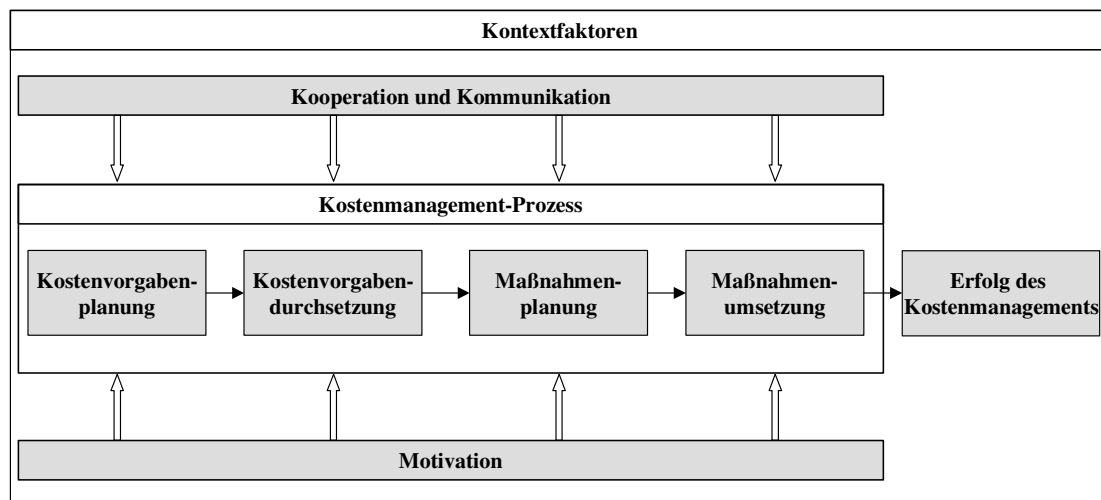 Kontextfaktoren
Kooperation und Kommunikation
Kostenmanagement-Prozess
Kostenvorgaben-
planung
Kostenvorgaben-
durchsetzung
Maßnahmen-
planung
Maßnahmen-
umsetzung
Erfolg des
Kostenmanagements
Motivation